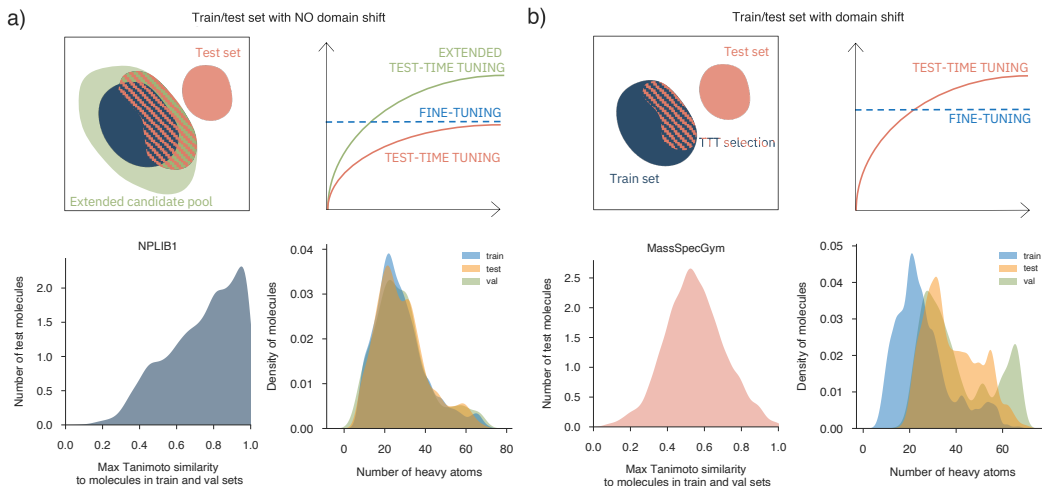 a)
Train/test set with NO domain shift
Test set
Extended candidate pool
EXTENDED
TEST-TIME TUNING
FINE-TUNING
TEST-TIME TUNING
NPLIB1
Number of test molecules
2.0
1.5
1.0
0.5
0.0
0.0 0.2 0.4 0.6 0.8 1.0
Max Tanimoto similarity
to molecules in train and val sets
Density of molecules
0.04
0.03
0.02
0.01
0.00
0 20 40 60 80
Number of heavy atoms
train
test
val
b)
Train/test set with domain shift
Test set
TTT selection
Train set
TEST-TIME TUNING
FINE-TUNING
MassSpecGym
Number of test molecules
2.5
2.0
1.5
1.0
0.5
0.0
0.0 0.2 0.4 0.6 0.8 1.0
Max Tanimoto similarity
to molecules in train and val sets
Density of molecules
0.05
0.04
0.03
0.02
0.01
0.00
20 40 60
Number of heavy atoms
train
test
val